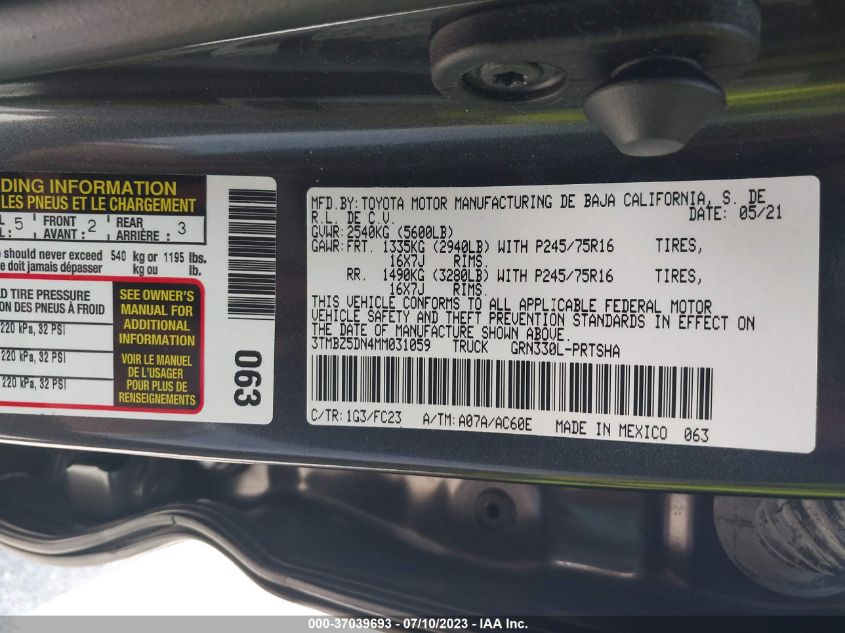 DING INFORMATION
LES PNEUS ET LE CHARGEMENT
5 FRONT AVANT : 2 REAR ARRIÈRE : 3
should never exceed 540 kg or 1195 lbs.
e doit jamais dépasser kg ou lb.
TIRE PRESSURE
ION DES PNEUS À FROID
220 kPa, 32 PSI
220 kPa, 32 PSI
220 kPa, 32 PSI
SEE OWNER'S
MANUAL FOR
ADDITIONAL
INFORMATION
VOIR LE MANUEL
DE L'USAGER
POUR PLUS DE
RENSEIGNEMENTS
063
MFD.BY:TOYOTA MOTOR MANUFACTURING DE BAJA CALIFORNIA, S. DE
R.L. DE C.V. DATE: 05/21
GVWR:2540KG (5600LB)
GAWR:FRT. 1335KG (2940LB) WITH P245/75R16 TIRES,
16X7J RIMS.
RR. 1490KG (3280LB) WITH P245/75R16 TIRES,
16X7J RIMS.
THIS VEHICLE CONFORMS TO ALL APPLICABLE FEDERAL MOTOR
VEHICLE SAFETY AND THEFT PREVENTION STANDARDS IN EFFECT ON
THE DATE OF MANUFACTURE SHOWN ABOVE.
3TMBZ5DN4MM031059 TRUCK GRN330L-PRTSHA
C/TR:1G3/FC23 A/TM:A07A/AC60E MADE IN MEXICO 063
000-37039693 - 07/10/2023 - IAA, Inc.